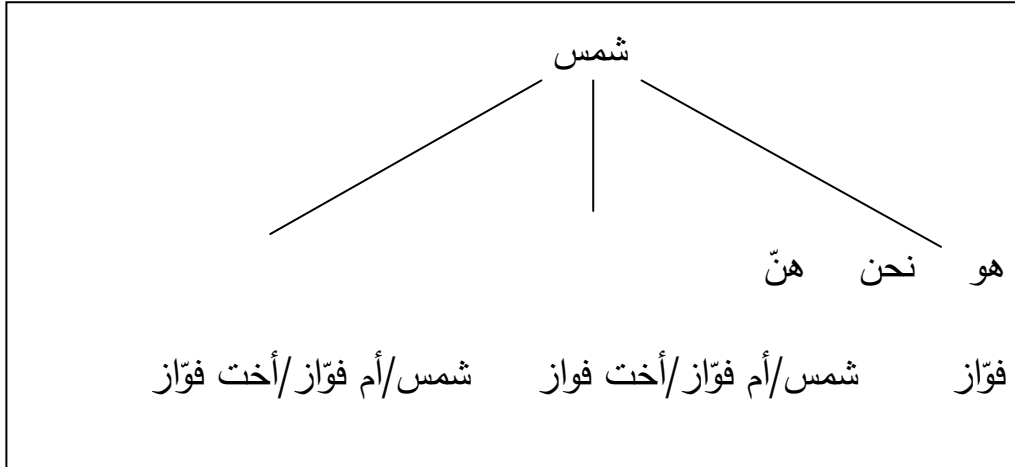 شمس
هو نحن هنّ
فوّاز شمس/أم فوّاز/أخت فواز شمس/أم فوّاز/أخت فوّاز